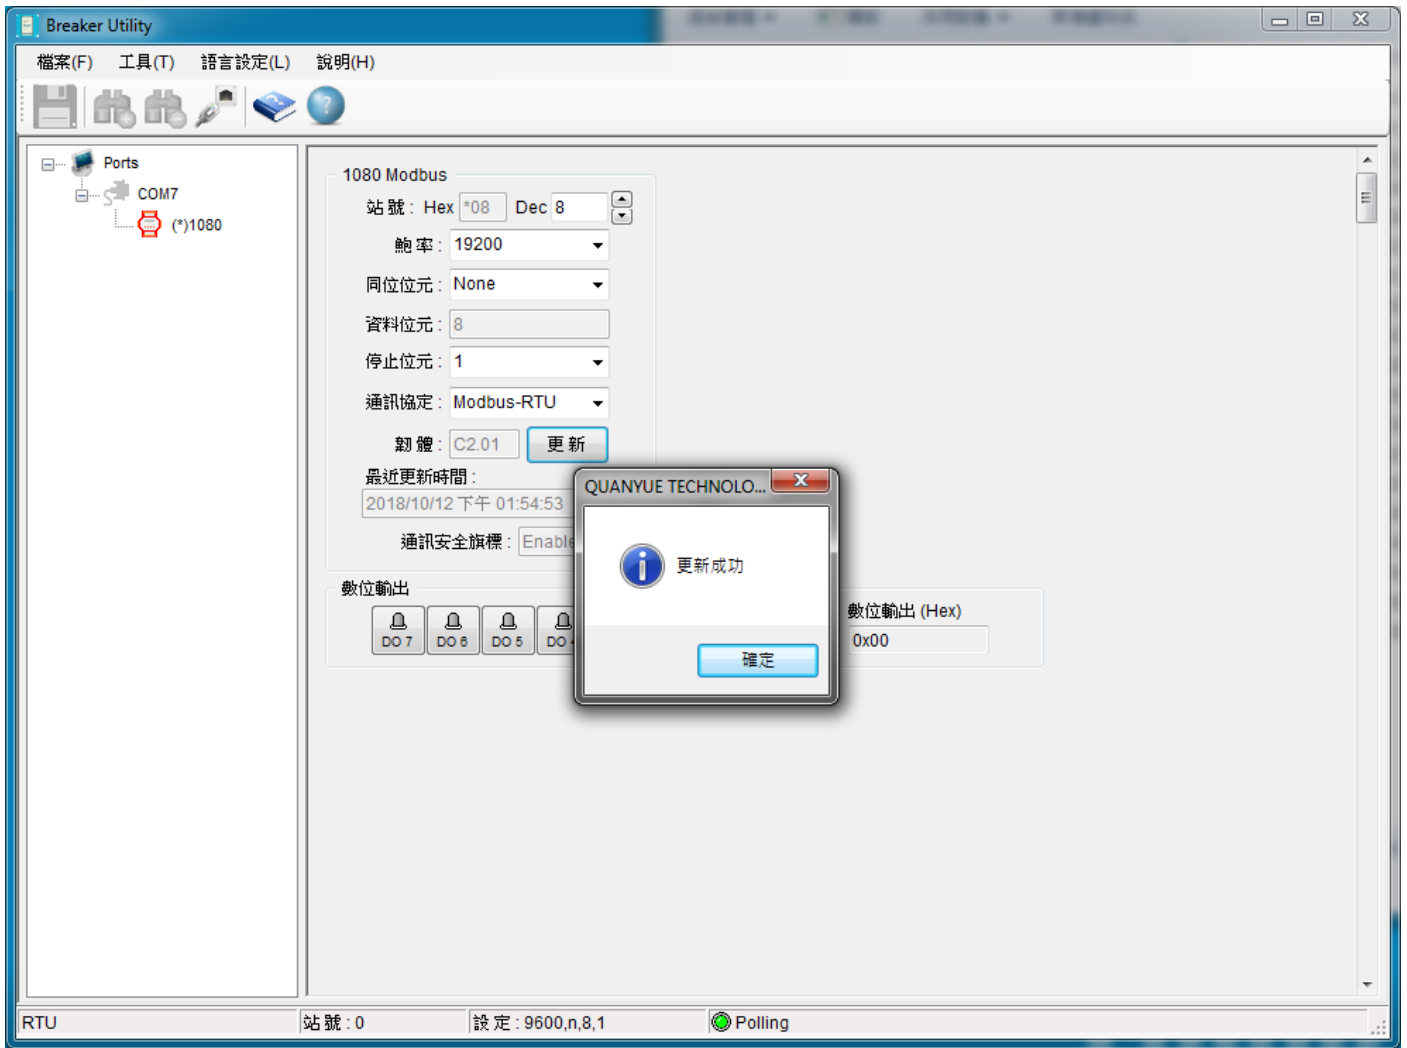 Breaker Utility
檔案(F) 工具(T) 語言設定(L) 說明(H)
Ports
COM7
(*)1080
1080 Modbus
站 號 : Hex *08 Dec 8
鮑 率 : 19200
同位位元 : None
資料位元 : 8
停止位元 : 1
通訊協定 : Modbus-RTU
韌 體 : C2.01 更 新
最近更新時間 :
2018/10/12 下午 01:54:53
通訊安全旗標 : Enable
QUANYUE TECHNOLO...
更新成功
確定
數位輸出
DO 7 DO 6 DO 5 DO
數位輸出 (Hex)
0x00
RTU 站 號 : 0 設 定 : 9600,n,8,1 Polling